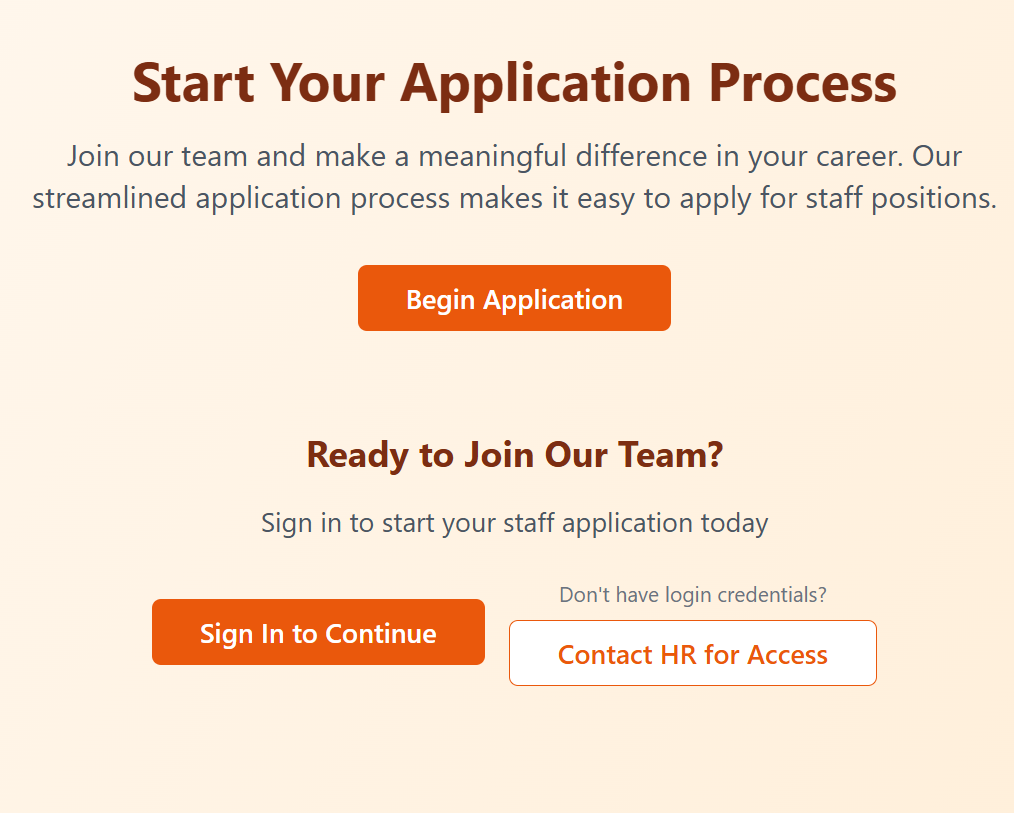 Start Your Application Process
Join our team and make a meaningful difference in your career. Our
streamlined application process makes it easy to apply for staff positions.
Begin Application
Ready to Join Our Team?
Sign in to start your staff application today
Sign In to Continue
Don't have login credentials?
Contact HR for Access